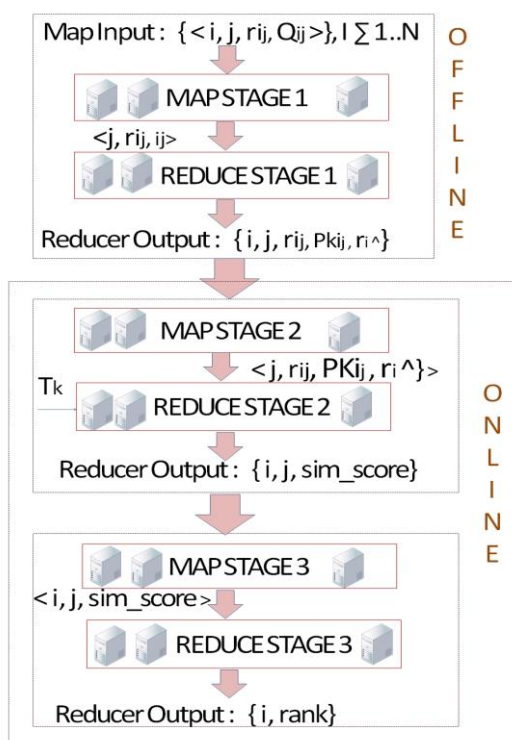 Map Input : {< i, j, rij, Qij >}, I ∑ 1..N
MAP STAGE 1
<j, rij, ij>
REDUCE STAGE 1
Reducer Output : { i, j, rij, Pkij, ri ^}
OFFLINE
MAP STAGE 2
< j, rij, PKij, ri ^} >
Tk
REDUCE STAGE 2
Reducer Output : { i, j, sim_score}
MAP STAGE 3
< i, j, sim_score >
REDUCE STAGE 3
Reducer Output : { i, rank}
ONLINE